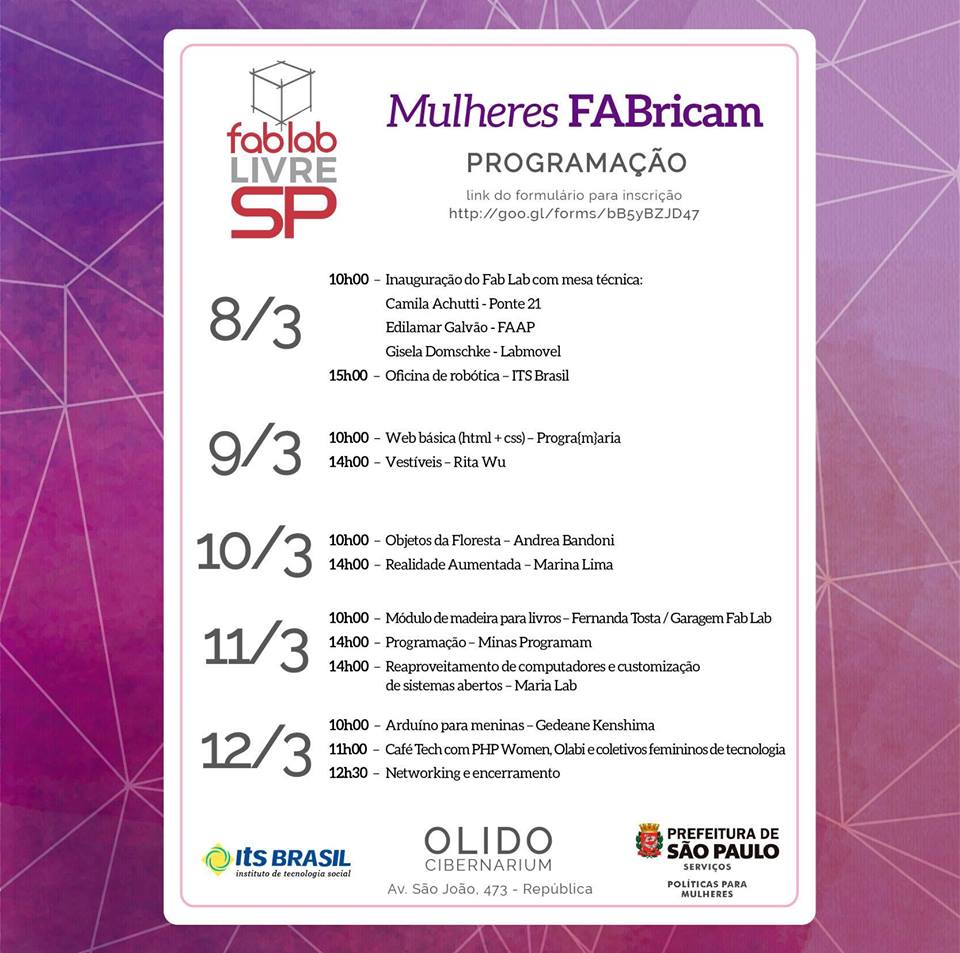 fab lab
LIVRE
SP
Mulheres FABricam
PROGRAMAÇÃO
link do formulário para inscrição
http://goo.gl/forms/bB5yBZJD47
8/3
10h00 – Inauguração do Fab Lab com mesa técnica:
Camila Achutti - Ponte 21
Edilamar Galvão - FAAP
Gisela Domschke - Labmovel
15h00 – Oficina de robótica – ITS Brasil
9/3
10h00 – Web básica (html + css) – Progra{m}aria
14h00 – Vestíveis – Rita Wu
10/3
10h00 – Objetos da Floresta – Andrea Bandoni
14h00 – Realidade Aumentada – Marina Lima
11/3
10h00 – Módulo de madeira para livros – Fernanda Tosta / Garagem Fab Lab
14h00 – Programação – Minas Programam
14h00 – Reaproveitamento de computadores e customização
de sistemas abertos – Maria Lab
12/3
10h00 – Arduíno para meninas – Gedeane Kenshima
11h00 – Café Tech com PHP Women, Olabi e coletivos femininos de tecnologia
12h30 – Networking e encerramento
ITS BRASIL
instituto de tecnologia social
OLIDO
CIBERNARIUM
Av. São João, 473 - República
PREFEITURA DE
SÃO PAULO
SERVIÇOS
POLÍTICAS PARA
MULHERES